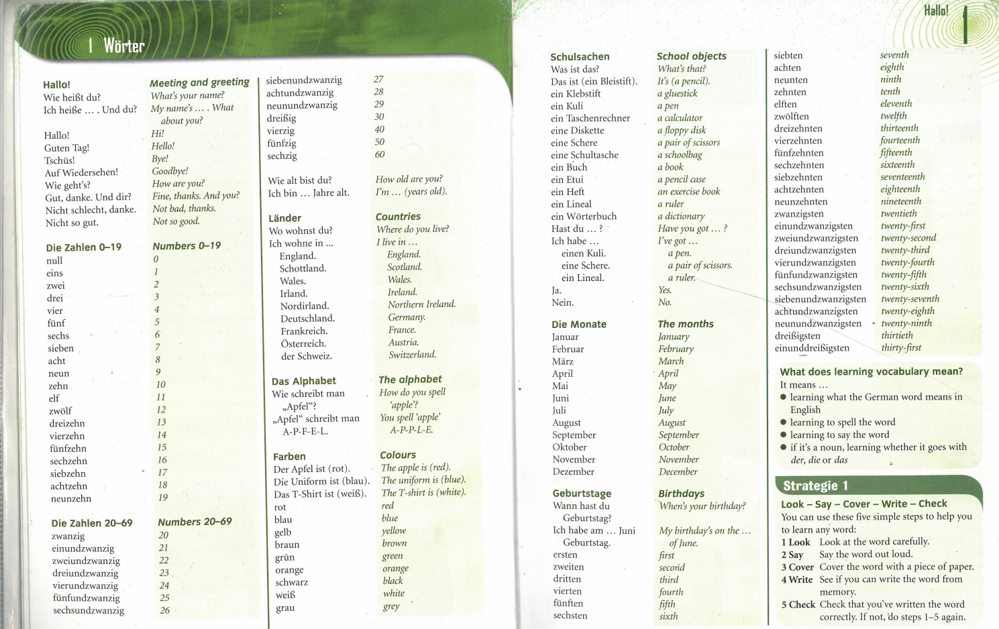 1 Wörter
Hallo! Meeting and greeting
Wie heißt du? What's your name?
Ich heiße … . Und du? My name's … . What
about you?
Hallo! Hi!
Guten Tag! Hello!
Tschüs! Bye!
Auf Wiedersehen! Goodbye!
Wie geht's? How are you?
Gut, danke. Und dir? Fine, thanks. And you?
Nicht schlecht, danke. Not bad, thanks.
Nicht so gut. Not so good.
Die Zahlen 0–19 Numbers 0–19
null 0
eins 1
zwei 2
drei 3
vier 4
fünf 5
sechs 6
sieben 7
acht 8
neun 9
zehn 10
elf 11
zwölf 12
dreizehn 13
vierzehn 14
fünfzehn 15
sechzehn 16
siebzehn 17
achtzehn 18
neunzehn 19
Die Zahlen 20–69 Numbers 20–69
zwanzig 20
einundzwanzig 21
zweiundzwanzig 22
dreiundzwanzig 23
vierundzwanzig 24
fünfundzwanzig 25
sechsundzwanzig 26
siebenundzwanzig 27
achtundzwanzig 28
neunundzwanzig 29
dreißig 30
vierzig 40
fünfzig 50
sechzig 60
Wie alt bist du? How old are you?
Ich bin … Jahre alt. I'm … (years old).
Länder Countries
Wo wohnst du? Where do you live?
Ich wohne in ... I live in …
England. England.
Schottland. Scotland.
Wales. Wales.
Irland. Ireland.
Nordirland. Northern Ireland.
Deutschland. Germany.
Frankreich. France.
Österreich. Austria.
der Schweiz. Switzerland.
Das Alphabet The alphabet
Wie schreibt man How do you spell
„Apfel“? ‘apple’?
„Apfel“ schreibt man You spell ‘apple’
A-P-F-E-L. A-P-P-L-E.
Farben Colours
Der Apfel ist (rot). The apple is (red).
Die Uniform ist (blau). The uniform is (blue).
Das T-Shirt ist (weiß). The T-shirt is (white).
rot red
blau blue
gelb yellow
braun brown
grün green
orange orange
schwarz black
weiß white
grau grey
Hallo! 1
Schulsachen School objects
Was ist das? What's that?
Das ist (ein Bleistift). It's (a pencil).
ein Klebstift a gluestick
ein Kuli a pen
ein Taschenrechner a calculator
eine Diskette a floppy disk
eine Schere a pair of scissors
eine Schultasche a schoolbag
ein Buch a book
ein Etui a pencil case
ein Heft an exercise book
ein Lineal a ruler
ein Wörterbuch a dictionary
Hast du … ? Have you got … ?
Ich habe … I've got …
einen Kuli. a pen.
eine Schere. a pair of scissors.
ein Lineal. a ruler.
Ja. Yes.
Nein. No.
Die Monate The months
Januar January
Februar February
März March
April April
Mai May
Juni June
Juli July
August August
September September
Oktober October
November November
Dezember December
Geburtstage Birthdays
Wann hast du When's your birthday?
Geburtstag?
Ich habe am … Juni My birthday's on the …
Geburtstag. of June.
ersten first
zweiten second
dritten third
vierten fourth
fünften fifth
sechsten sixth
siebten seventh
achten eighth
neunten ninth
zehnten tenth
elften eleventh
zwölften twelfth
dreizehnten thirteenth
vierzehnten fourteenth
fünfzehnten fifteenth
sechzehnten sixteenth
siebzehnten seventeenth
achtzehnten eighteenth
neunzehnten nineteenth
zwanzigsten twentieth
einundzwanzigsten twenty-first
zweiundzwanzigsten twenty-second
dreiundzwanzigsten twenty-third
vierundzwanzigsten twenty-fourth
fünfundzwanzigsten twenty-fifth
sechsundzwanzigsten twenty-sixth
siebenundzwanzigsten twenty-seventh
achtundzwanzigsten twenty-eighth
neunundzwanzigsten twenty-ninth
dreißigsten thirtieth
einunddreißigsten thirty-first
What does learning vocabulary mean?
It means …
● learning what the German word means in
English
● learning to spell the word
● learning to say the word
● if it's a noun, learning whether it goes with
der, die or das
Strategie 1
Look – Say – Cover – Write – Check
You can use these five simple steps to help you
to learn any word:
1 Look Look at the word carefully.
2 Say Say the word out loud.
3 Cover Cover the word with a piece of paper.
4 Write See if you can write the word from
memory.
5 Check Check that you've written the word
correctly. If not, do steps 1–5 again.